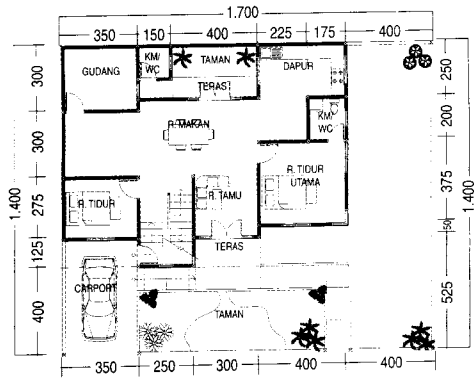 1.700
350 150 400 225 175 400
KM/
WC
TAMAN
GUDANG
DAPUR
TERAS
300
250
R. MAKAN
KM/
WC
200
300
R. TIDUR
UTAMA
375
1.400
1.400
275
R. TIDUR
R. TAMU
TERAS
50
125
CARPORT
TAMAN
400
525
350 250 300 400 400